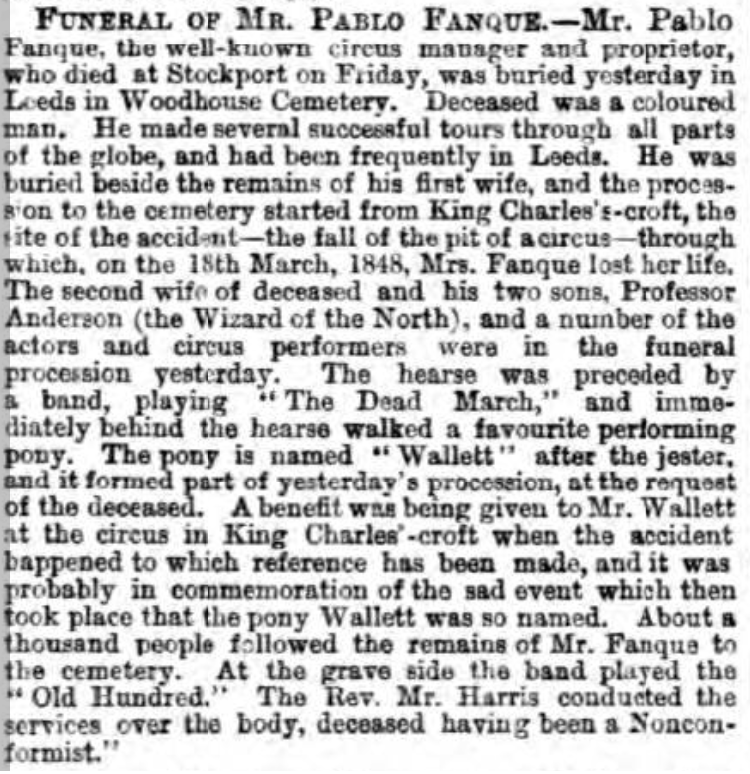 FUNERAL OF MR. PABLO FANQUE.—Mr. Pablo
Fanque, the well-known circus manager and proprietor,
who died at Stockport on Friday, was buried yesterday in
Leeds in Woodhouse Cemetery. Deceased was a coloured
man. He made several successful tours through all parts
of the globe, and had been frequently in Leeds. He was
buried beside the remains of his first wife, and the proces-
sion to the cemetery started from King Charles's-croft, the
site of the accident—the fall of the pit of a circus—through
which, on the 18th March, 1848, Mrs. Fanque lost her life.
The second wife of deceased and his two sons, Professor
Anderson (the Wizard of the North), and a number of the
actors and circus performers were in the funeral
procession yesterday. The hearse was preceded by
a band, playing "The Dead March," and imme-
diately behind the hearse walked a favourite performing
pony. The pony is named "Wallett" after the jester,
and it formed part of yesterday's procession, at the request
of the deceased. A benefit was being given to Mr. Wallett
at the circus in King Charles'-croft when the accident
happened to which reference has been made, and it was
probably in commemoration of the sad event which then
took place that the pony Wallett was so named. About a
thousand people followed the remains of Mr. Fanque to
the cemetery. At the grave side the band played the
"Old Hundred." The Rev. Mr. Harris conducted the
services over the body, deceased having been a Noncon-
formist."